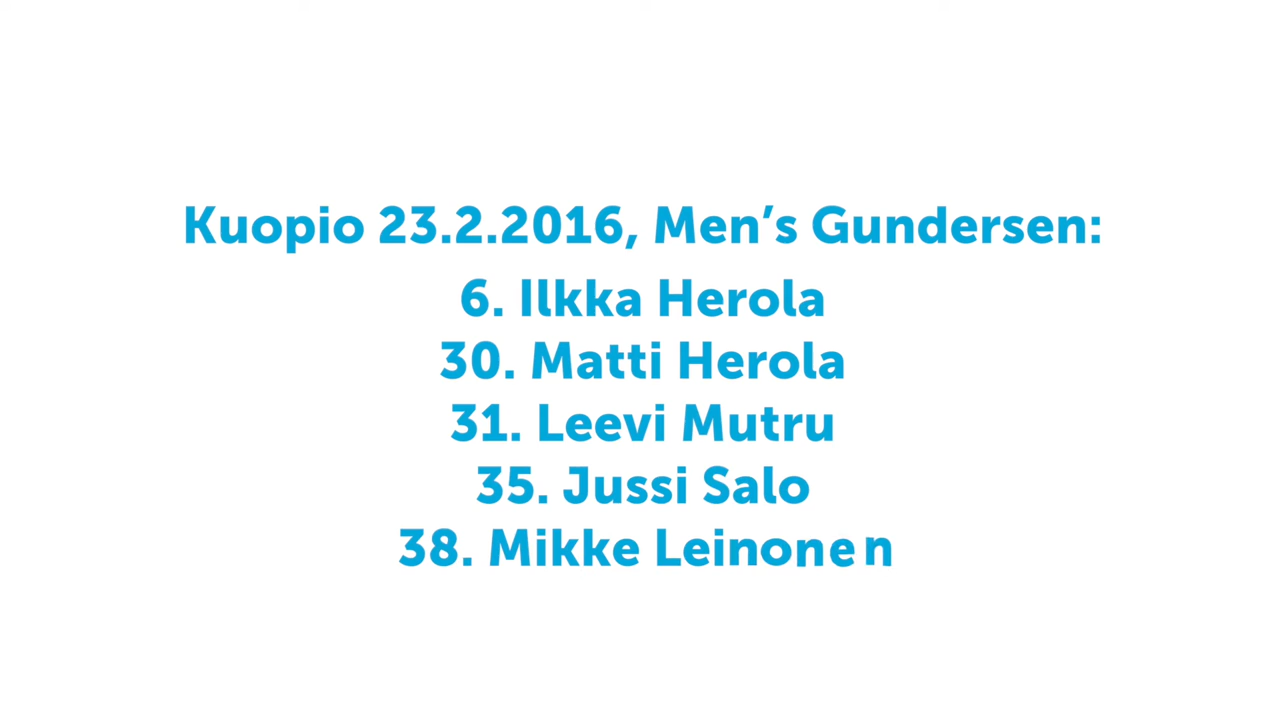 Kuopio 23.2.2016, Men’s Gundersen:
6. Ilkka Herola
30. Matti Herola
31. Leevi Mutru
35. Jussi Salo
38. Mikke Leinonen